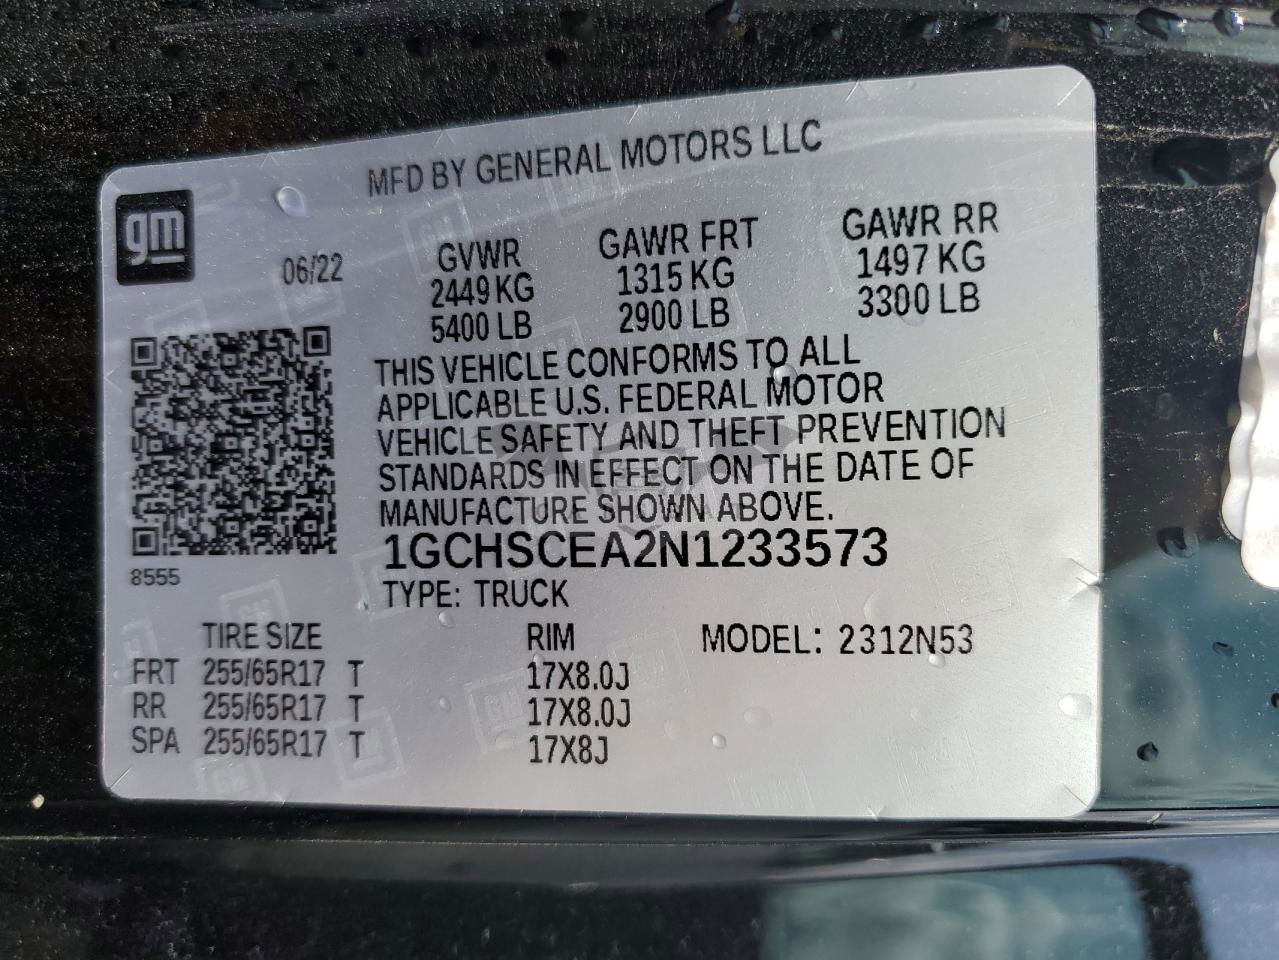 MFD BY GENERAL MOTORS LLC
gm
06/22
GVWR GAWR FRT GAWR RR
2449 KG 1315 KG 1497 KG
5400 LB 2900 LB 3300 LB
THIS VEHICLE CONFORMS TO ALL
APPLICABLE U.S. FEDERAL MOTOR
VEHICLE SAFETY AND THEFT PREVENTION
STANDARDS IN EFFECT ON THE DATE OF
MANUFACTURE SHOWN ABOVE.
1GCHSCEA2N1233573
8555
TYPE: TRUCK
TIRE SIZE RIM MODEL: 2312N53
FRT 255/65R17 T 17X8.0J
RR 255/65R17 T 17X8.0J
SPA 255/65R17 T 17X8J